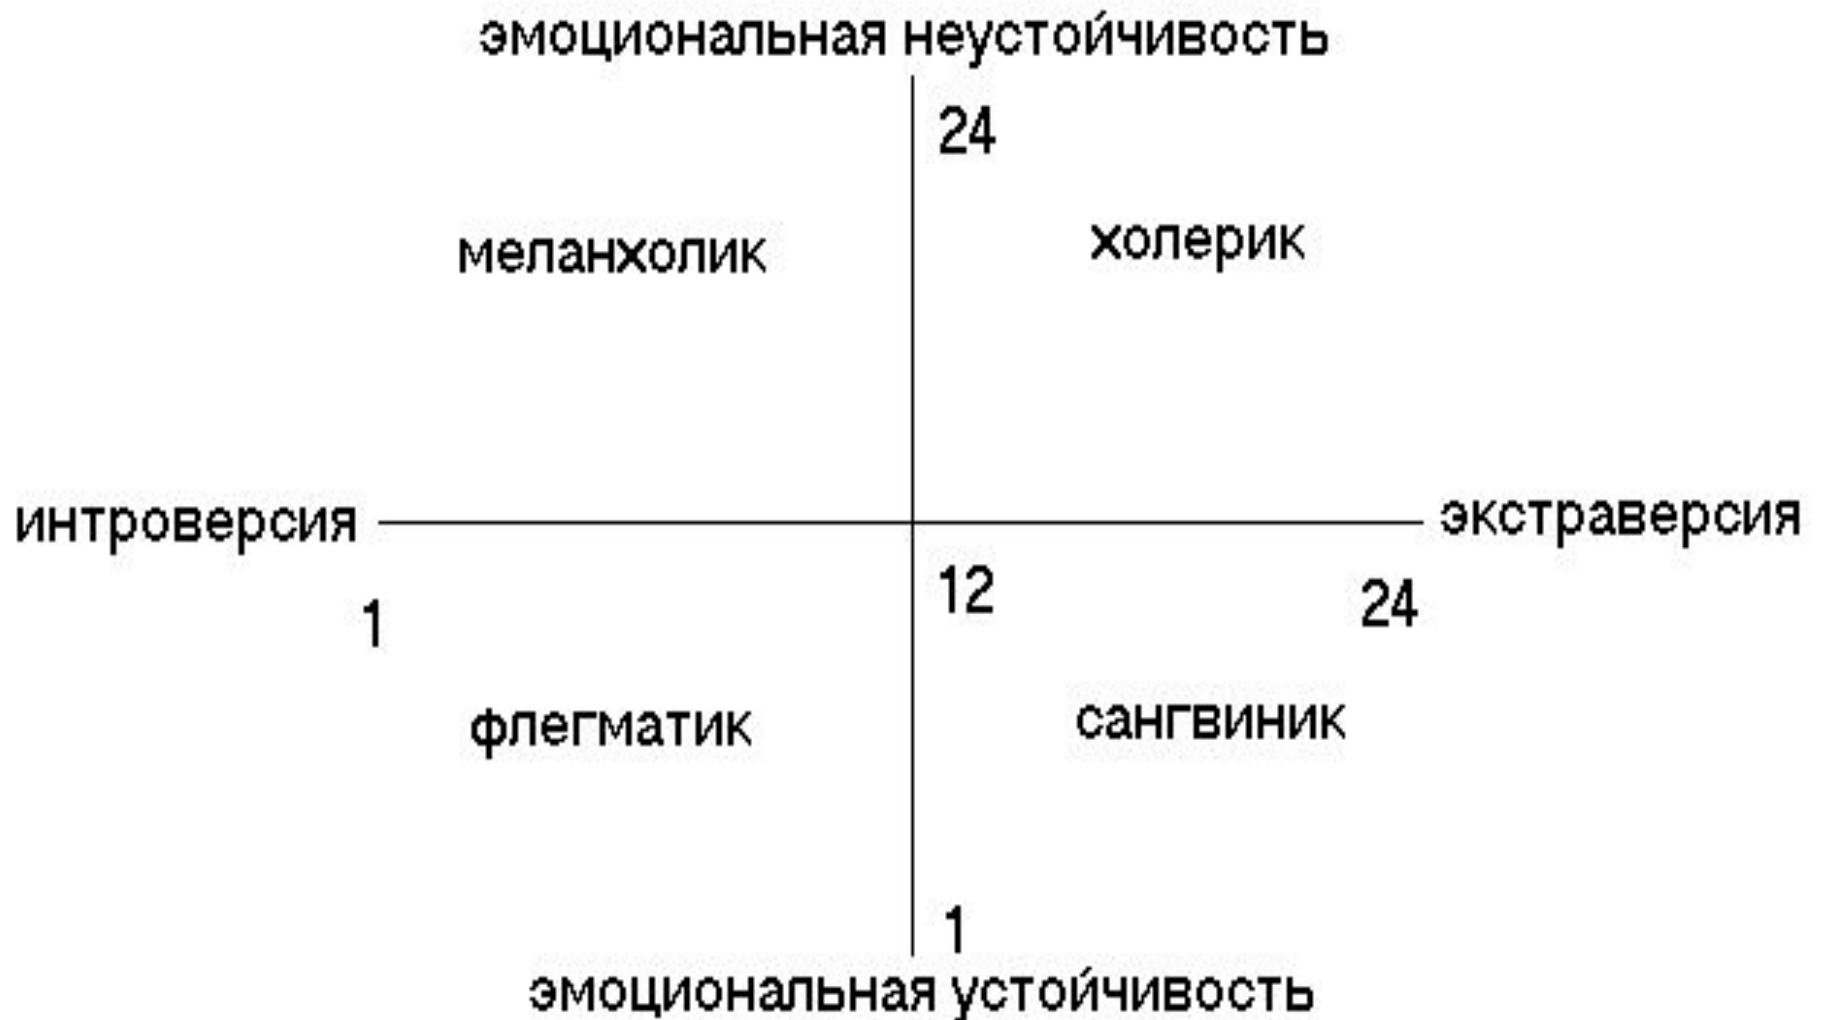 эмоциональная неустойчивость
24
меланхолик
холерик
интроверсия
экстраверсия
12
1
24
флегматик
сангвиник
1
эмоциональная устойчивость